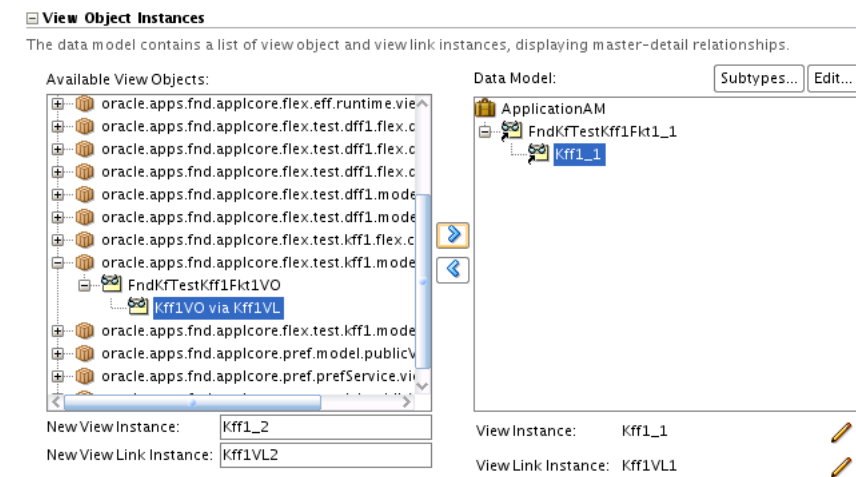 View Object Instances
The data model contains a list of view object and view link instances, displaying master-detail relationships.
Available View Objects:
oracle.apps.fnd.applcore.flex.eff.runtime.vie
oracle.apps.fnd.applcore.flex.test.dff1.flex.c
oracle.apps.fnd.applcore.flex.test.dff1.flex.c
oracle.apps.fnd.applcore.flex.test.dff1.flex.c
oracle.apps.fnd.applcore.flex.test.dff1.mode
oracle.apps.fnd.applcore.flex.test.dff1.mode
oracle.apps.fnd.applcore.flex.test.kff1.flex.c
oracle.apps.fnd.applcore.flex.test.kff1.mode
FndKfTestKff1Fkt1VO
Kff1VO via Kff1VL
oracle.apps.fnd.applcore.flex.test.kff1.mode
oracle.apps.fnd.applcore.pref.model.publicV
oracle.apps.fnd.applcore.pref.prefService.vie
New View Instance: Kff1_2
New View Link Instance: Kff1VL2
Data Model: Subtypes... Edit...
ApplicationAM
FndKfTestKff1Fkt1_1
Kff1_1
View Instance: Kff1_1
View Link Instance: Kff1VL1